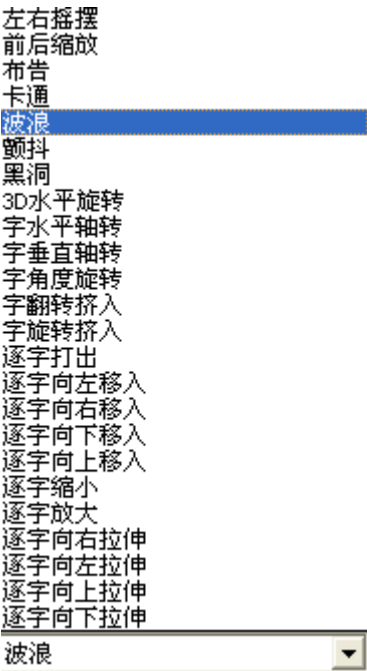 左右摇摆
前后缩放
布告
卡通
波浪
颤抖
黑洞
3D水平旋转
字水平轴转
字垂直轴转
字角度旋转
字翻转挤入
字旋转挤入
逐字打出
逐字向左移入
逐字向右移入
逐字向下移入
逐字向上移入
逐字缩小
逐字放大
逐字向右拉伸
逐字向左拉伸
逐字向上拉伸
逐字向下拉伸
波浪